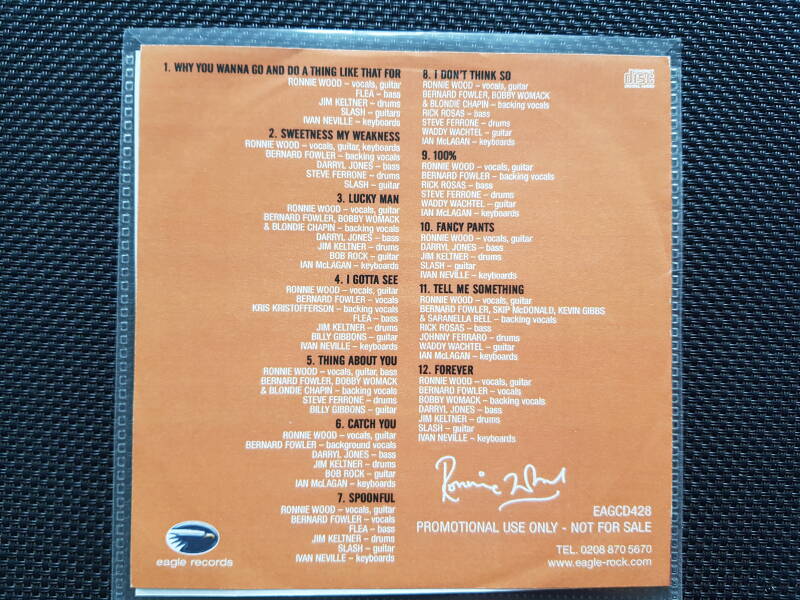 1. WHY YOU WANNA GO AND DO A THING LIKE THAT FOR
RONNIE WOOD – vocals, guitar
FLEA – bass
JIM KELTNER – drums
SLASH – guitars
IVAN NEVILLE – keyboards
2. SWEETNESS MY WEAKNESS
RONNIE WOOD – vocals, guitar, keyboards
BERNARD FOWLER – backing vocals
DARRYL JONES – bass
STEVE FERRONE – drums
SLASH – guitar
3. LUCKY MAN
RONNIE WOOD – vocals, guitar
BERNARD FOWLER, BOBBY WOMACK
& BLONDIE CHAPIN – backing vocals
DARRYL JONES – bass
JIM KELTNER – drums
BOB ROCK – guitar
IAN McLAGAN – keyboards
4. I GOTTA SEE
RONNIE WOOD – vocals, guitar
BERNARD FOWLER – vocals
KRIS KRISTOFFERSON – backing vocals
FLEA – bass
JIM KELTNER – drums
BILLY GIBBONS – guitar
IVAN NEVILLE – keyboards
5. THING ABOUT YOU
RONNIE WOOD – vocals, guitar, bass
BERNARD FOWLER, BOBBY WOMACK
& BLONDIE CHAPIN – backing vocals
STEVE FERRONE – drums
BILLY GIBBONS – guitar
6. CATCH YOU
RONNIE WOOD – vocals, guitar
BERNARD FOWLER – background vocals
DARRYL JONES – bass
JIM KELTNER – drums
BOB ROCK – guitar
IAN McLAGAN – keyboards
7. SPOONFUL
RONNIE WOOD – vocals, guitar
BERNARD FOWLER – vocals
FLEA – bass
JIM KELTNER – drums
SLASH – guitar
IVAN NEVILLE – keyboards
eagle records
8. I DON'T THINK SO
RONNIE WOOD – vocals, guitar
BERNARD FOWLER, BOBBY WOMACK
& BLONDIE CHAPIN – backing vocals
RICK ROSAS – bass
STEVE FERRONE – drums
WADDY WACHTEL – guitar
IAN McLAGAN – keyboards
9. 100%
RONNIE WOOD – vocals, guitar
BERNARD FOWLER – backing vocals
RICK ROSAS – bass
STEVE FERRONE – drums
WADDY WACHTEL – guitar
IAN McLAGAN – keyboards
10. FANCY PANTS
RONNIE WOOD – vocals, guitar
DARRYL JONES – bass
JIM KELTNER – drums
SLASH – guitar
IVAN NEVILLE – keyboards
11. TELL ME SOMETHING
RONNIE WOOD – vocals, guitar
BERNARD FOWLER, SKIP McDONALD, KEVIN GIBBS
& SARANELLA BELL – backing vocals
RICK ROSAS – bass
JOHNNY FERRARO – drums
WADDY WACHTEL – guitar
IAN McLAGAN – keyboards
12. FOREVER
RONNIE WOOD – vocals, guitar
BERNARD FOWLER – vocals
BOBBY WOMACK – backing vocals
DARRYL JONES – bass
JIM KELTNER – drums
SLASH – guitar
IVAN NEVILLE – keyboards
Ronnie Wood
EAGCD428
PROMOTIONAL USE ONLY - NOT FOR SALE
TEL. 0208 870 5670
www.eagle-rock.com
disc
DIGITAL AUDIO